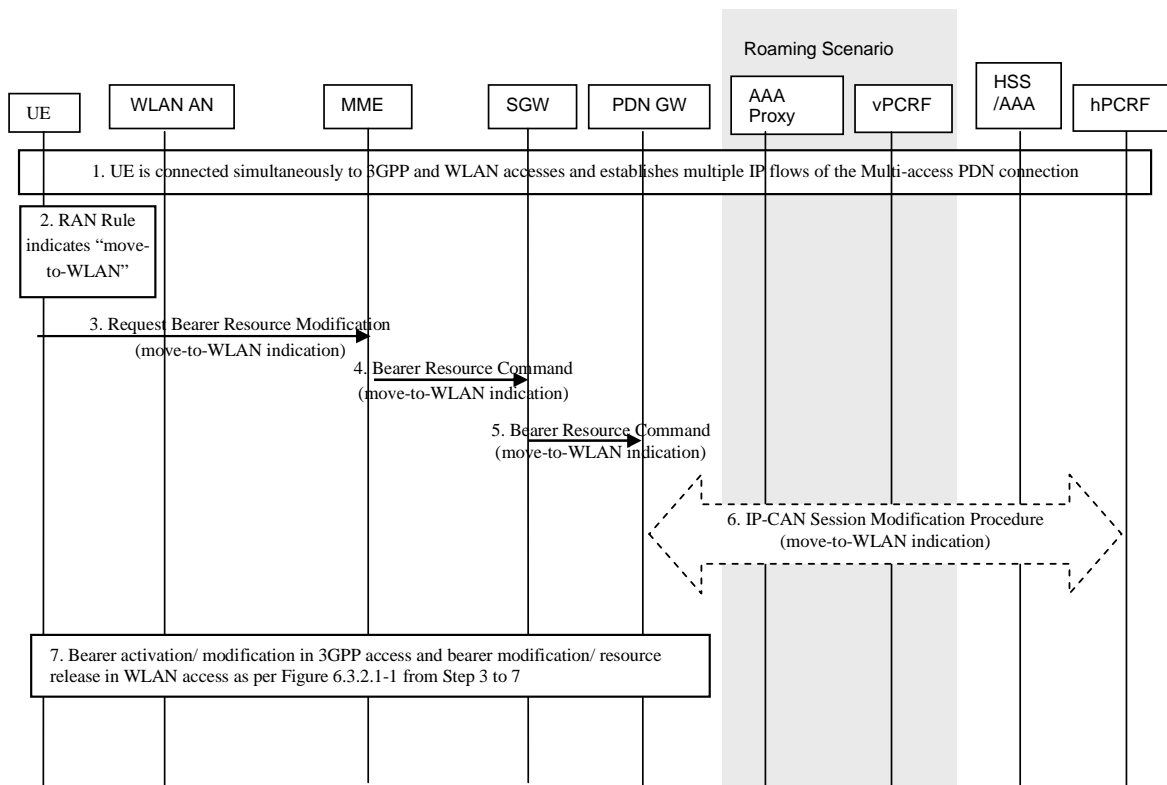 Roaming Scenario
UE
WLAN AN
MME
SGW
PDN GW
AAA
Proxy
vPCRF
HSS
/AAA
hPCRF
1. UE is connected simultaneously to 3GPP and WLAN accesses and establishes multiple IP flows of the Multi-access PDN connection
2. RAN Rule
indicates “move-
to-WLAN”
3. Request Bearer Resource Modification
(move-to-WLAN indication)
4. Bearer Resource Command
(move-to-WLAN indication)
5. Bearer Resource Command
(move-to-WLAN indication)
6. IP-CAN Session Modification Procedure
(move-to-WLAN indication)
7. Bearer activation/ modification in 3GPP access and bearer modification/ resource
release in WLAN access as per Figure 6.3.2.1-1 from Step 3 to 7